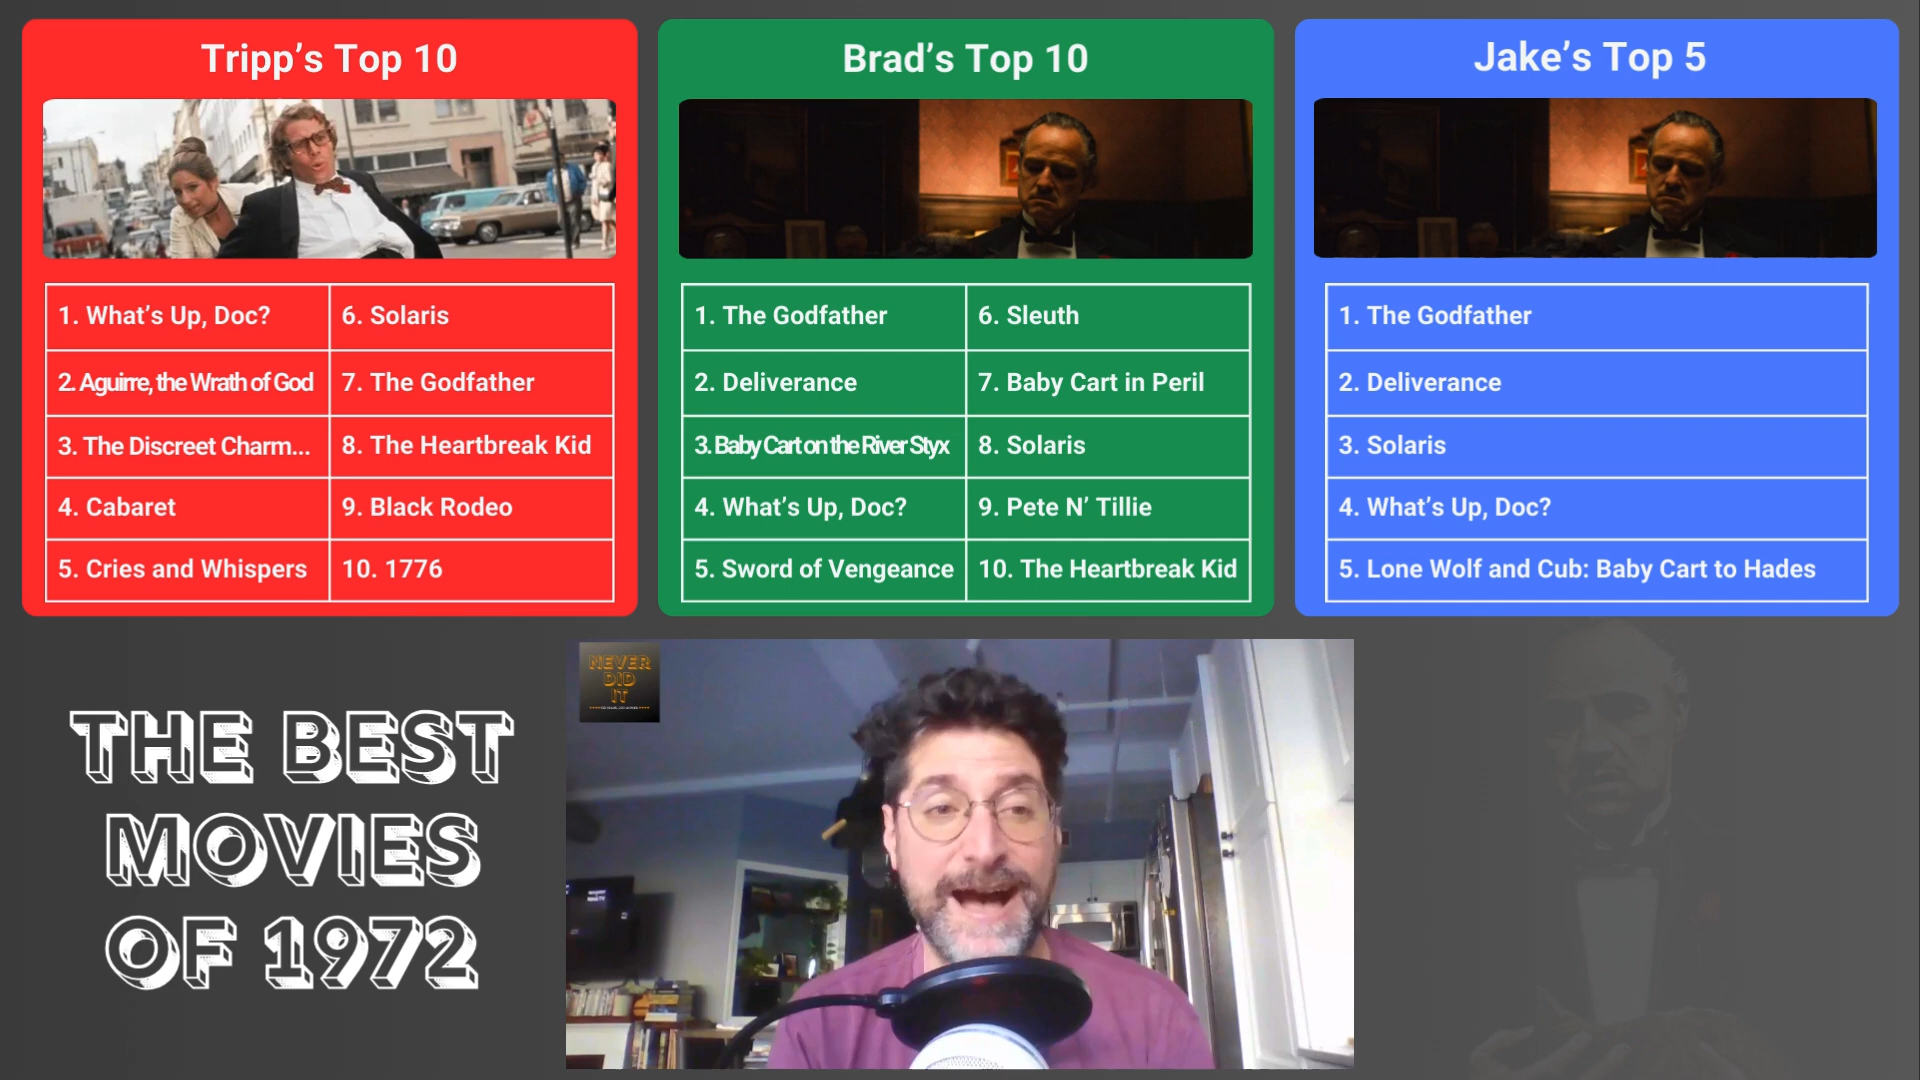 Tripp’s Top 10
1. What’s Up, Doc?
2. Aguirre, the Wrath of God
3. The Discreet Charm...
4. Cabaret
5. Cries and Whispers
6. Solaris
7. The Godfather
8. The Heartbreak Kid
9. Black Rodeo
10. 1776
Brad’s Top 10
1. The Godfather
2. Deliverance
3. Baby Cart on the River Styx
4. What’s Up, Doc?
5. Sword of Vengeance
6. Sleuth
7. Baby Cart in Peril
8. Solaris
9. Pete N’ Tillie
10. The Heartbreak Kid
Jake’s Top 5
1. The Godfather
2. Deliverance
3. Solaris
4. What’s Up, Doc?
5. Lone Wolf and Cub: Baby Cart to Hades
THE BEST
MOVIES
OF 1972
NEVER
DID
IT